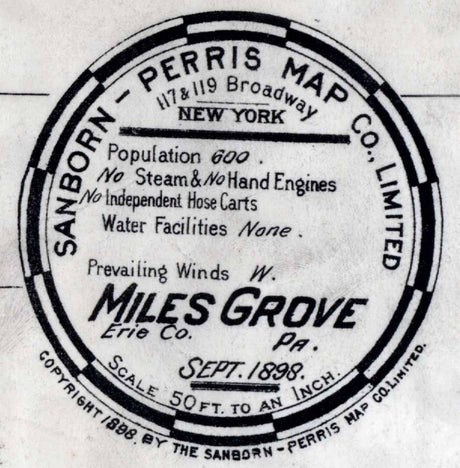 SANBORN - PERRIS MAP CO., LIMITED
117 & 119 Broadway
NEW YORK
Population 600.
No Steam & No Hand Engines
No Independent Hose Carts
Water Facilities None.
Prevailing Winds W.
MILES GROVE
Erie Co. PA.
SEPT. 1898.
SCALE 50 FT. TO AN INCH.
COPYRIGHT 1898, BY THE SANBORN - PERRIS MAP CO. LIMITED.